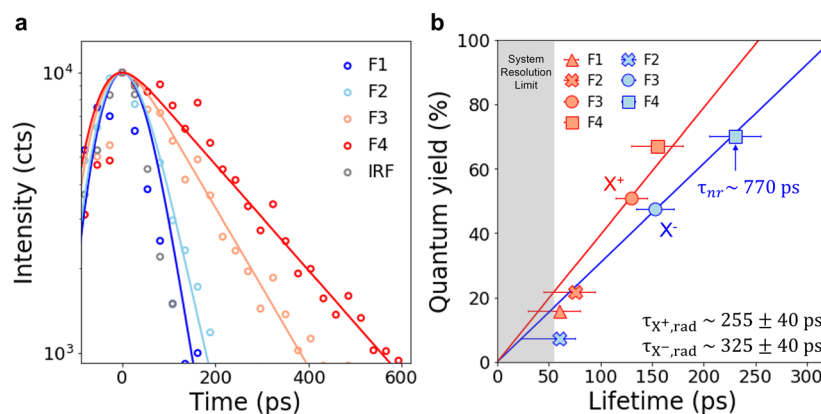 a
Intensity (cts)
10⁴
10³
0
200
400
600
Time (ps)
F1
F2
F3
F4
IRF
b
Quantum yield (%)
100
80
60
40
20
0
System
Resolution
Limit
F1
F2
F3
F4
F2
F3
F4
X⁺
X⁻
τnr~ 770 ps
τX⁺,rad ~ 255 ± 40 ps
τX⁻,rad ~ 325 ± 40 ps
0
50
100
150
200
250
300
Lifetime (ps)